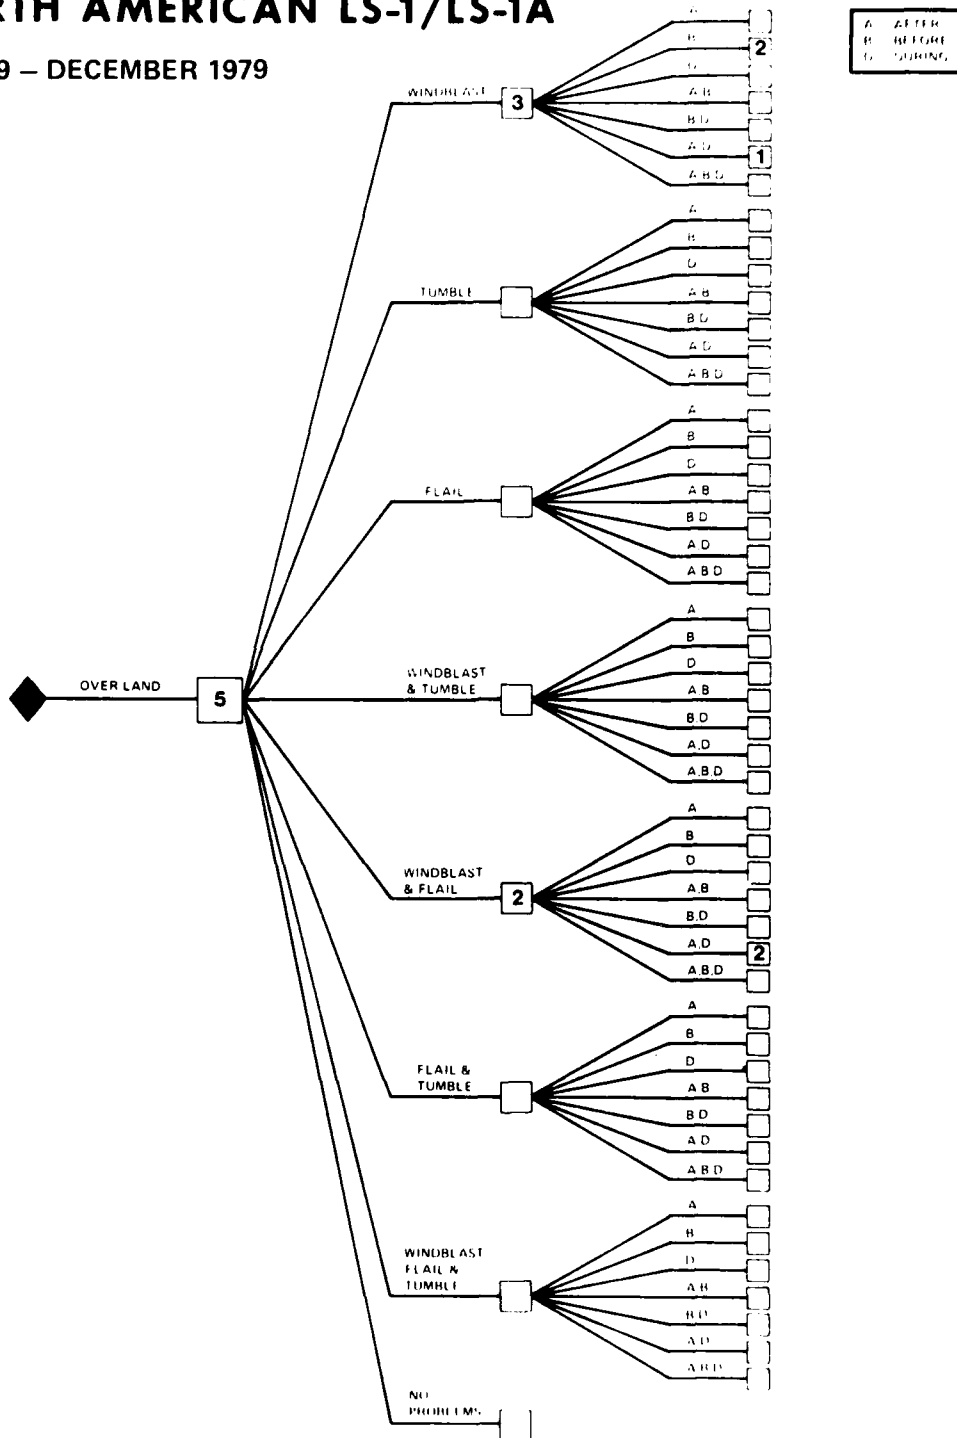 RTH AMERICAN LS-1/LS-1A
9 – DECEMBER 1979
A AFTER
B BEFORE
D DURING
WINDBLAST
3
A
B
2
D
A B
B D
A D
1
A B D
TUMBLE
A
B
D
A B
B D
A D
A B D
FLAIL
A
B
D
A B
B D
A D
A B D
OVER LAND
5
WINDBLAST
& TUMBLE
A
B
D
A B
B.D
A,D
A,B,D
WINDBLAST
& FLAIL
2
A
B
D
A,B
B,D
A,D
2
A,B,D
FLAIL &
TUMBLE
A
B
D
A B
B D
A D
A B D
WINDBLAST
FLAIL &
TUMBLE
A
B
D
A B
B D
A D
A B D
NO
PROBLEMS